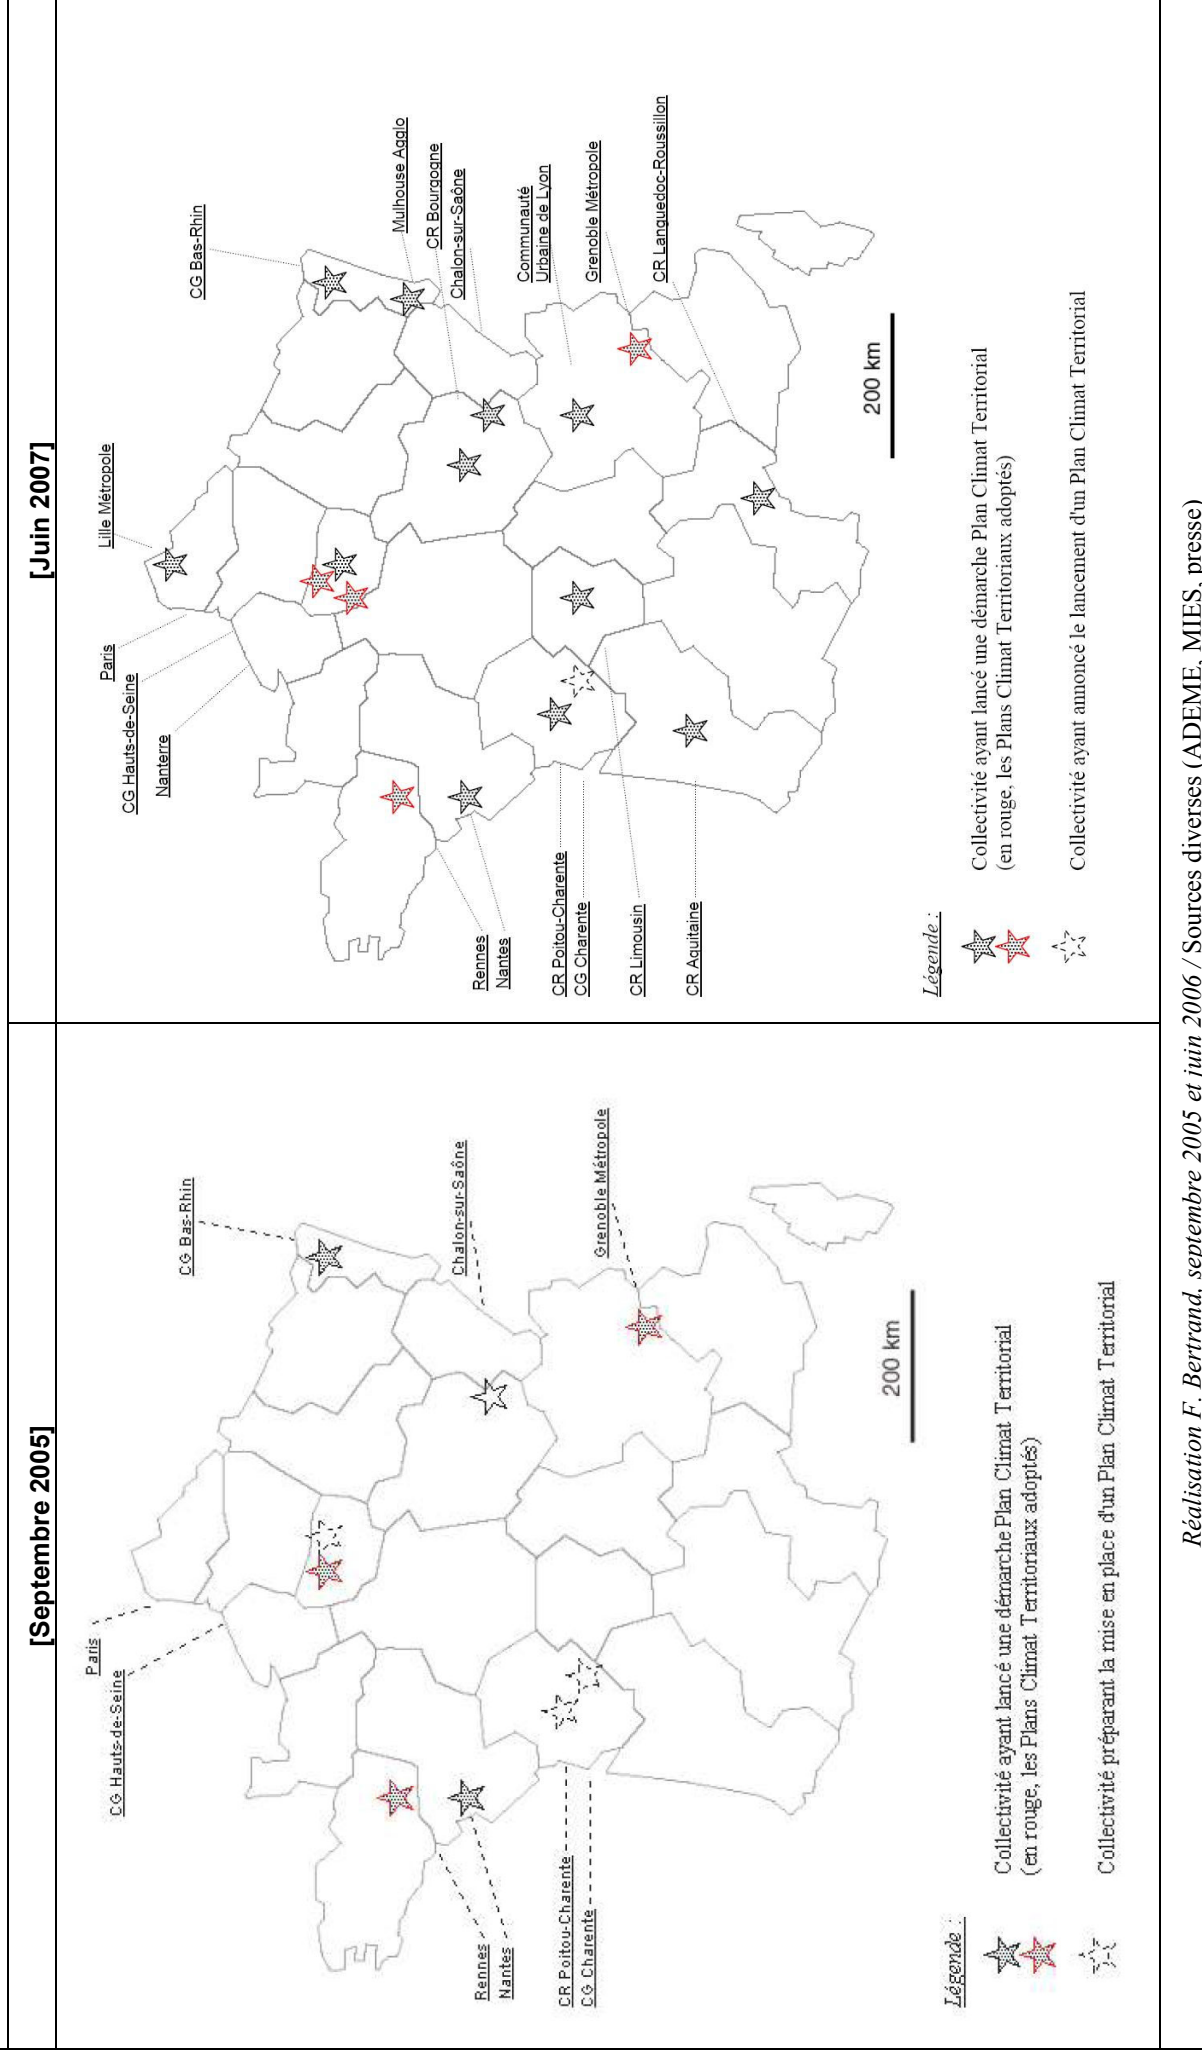 [Septembre 2005]
Paris
CG Hauts-de-Seine
CG Bas-Rhin
Chalon-sur-Saône
Grenoble Métropole
Rennes
Nantes
CR Poitou-Charente
CG Charente
200 km
Légende :
Collectivité ayant lancé une démarche Plan Climat Territorial
(en rouge, les Plans Climat Territoriaux adoptés)
Collectivité préparant la mise en place d'un Plan Climat Territorial
[Juin 2007]
Lille Métropole
Paris
CG Hauts-de-Seine
Nanterre
CG Bas-Rhin
Mulhouse Agglo
CR Bourgogne
Chalon-sur-Saône
Communauté
Urbaine de Lyon
Grenoble Métropole
CR Languedoc-Roussillon
Rennes
Nantes
CR Poitou-Charente
CG Charente
CR Limousin
CR Aquitaine
200 km
Légende :
Collectivité ayant lancé une démarche Plan Climat Territorial
(en rouge, les Plans Climat Territoriaux adoptés)
Collectivité ayant annoncé le lancement d'un Plan Climat Territorial
Réalisation F. Bertrand, septembre 2005 et juin 2006 / Sources diverses (ADEME, MIES, presse)